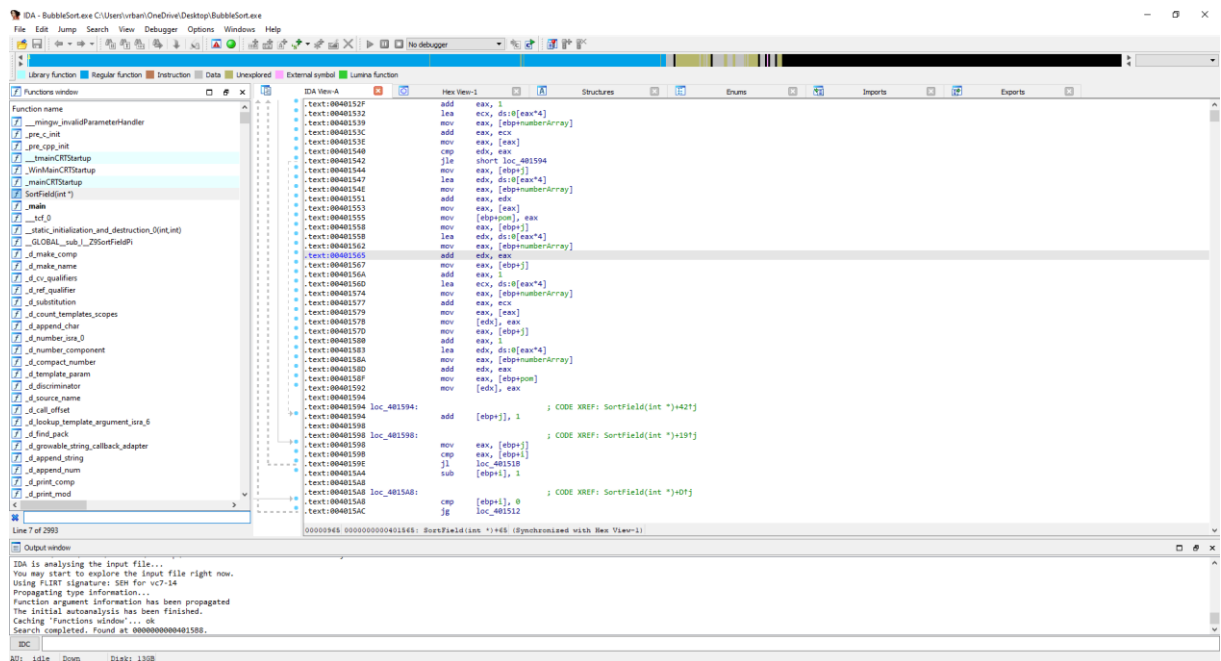 IDA - BubbleSort.exe C:\Users\vrban\OneDrive\Desktop\BubbleSort.exe
File Edit Jump Search View Debugger Options Windows Help
No debugger
Library function Regular function Instruction Data Unexplored External symbol Lumina function
Functions window
IDA View-A Hex View-1 Structures Enums Imports Exports
Function name
__mingw_invalidParameterHandler
_pre_c_init
_pre_cpp_init
__tmainCRTStartup
_WinMainCRTStartup
_mainCRTStartup
SortField(int *)
_main
__tcf_0
__static_initialization_and_destruction_0(int,int)
__GLOBAL__sub_I__Z9SortFieldPi
_d_make_comp
_d_make_name
_d_cv_qualifiers
_d_ref_qualifier
_d_substitution
_d_count_templates_scopes
_d_append_char
_d_number_isra_0
_d_number_component
_d_compact_number
_d_template_param
_d_discriminator
_d_source_name
_d_call_offset
_d_lookup_template_argument_isra_6
_d_find_pack
_d_growable_string_callback_adapter
_d_append_string
_d_append_num
_d_print_comp
_d_print_mod
Line 7 of 2993
.text:0040152F add eax, 1
.text:00401532 lea ecx, ds:0[eax*4]
.text:00401539 mov eax, [ebp+numberArray]
.text:0040153C add eax, ecx
.text:0040153E mov eax, [eax]
.text:00401540 cmp edx, eax
.text:00401542 jle short loc_401594
.text:00401544 mov eax, [ebp+j]
.text:00401547 lea edx, ds:0[eax*4]
.text:0040154E mov eax, [ebp+numberArray]
.text:00401551 add eax, edx
.text:00401553 mov eax, [eax]
.text:00401555 mov [ebp+pom], eax
.text:00401558 mov eax, [ebp+j]
.text:0040155B lea edx, ds:0[eax*4]
.text:00401562 mov eax, [ebp+numberArray]
.text:00401565 add edx, eax
.text:00401567 mov eax, [ebp+j]
.text:0040156A add eax, 1
.text:0040156D lea ecx, ds:0[eax*4]
.text:00401574 mov eax, [ebp+numberArray]
.text:00401577 add eax, ecx
.text:00401579 mov eax, [eax]
.text:0040157B mov [edx], eax
.text:0040157D mov eax, [ebp+j]
.text:00401580 add eax, 1
.text:00401583 lea edx, ds:0[eax*4]
.text:0040158A mov eax, [ebp+numberArray]
.text:0040158D add edx, eax
.text:0040158F mov eax, [ebp+pom]
.text:00401592 mov [edx], eax
.text:00401594
.text:00401594 loc_401594: ; CODE XREF: SortField(int *)+42↑j
.text:00401594 add [ebp+j], 1
.text:00401598
.text:00401598 loc_401598: ; CODE XREF: SortField(int *)+19↑j
.text:00401598 mov eax, [ebp+j]
.text:0040159B cmp eax, [ebp+i]
.text:0040159E jl loc_40151B
.text:004015A4 sub [ebp+i], 1
.text:004015A8
.text:004015A8 loc_4015A8: ; CODE XREF: SortField(int *)+D↑j
.text:004015A8 cmp [ebp+i], 0
.text:004015AC jg loc_401512
00000965 0000000000401565: SortField(int *)+65 (Synchronized with Hex View-1)
Output window
IDA is analysing the input file...
You may start to explore the input file right now.
Using FLIRT signature: SEH for vc7-14
Propagating type information...
Function argument information has been propagated
The initial autoanalysis has been finished.
Caching 'Functions window'... ok
Search completed. Found at 00000000004015B8.
IDC
AU: idle Down Disk: 13GB